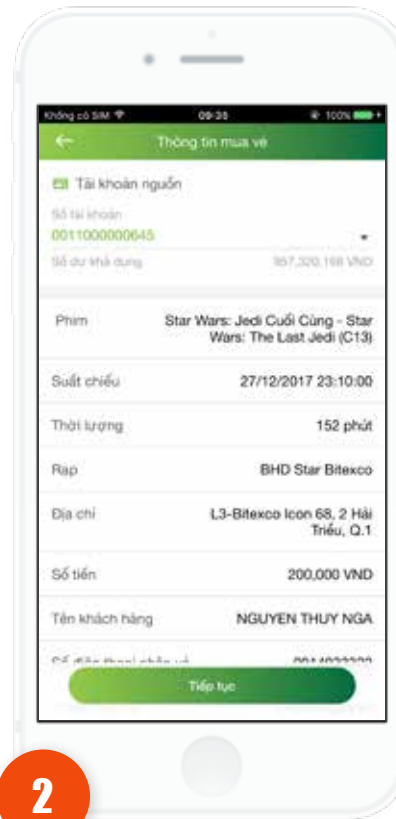 Không có SIM 09:35 100%
Thông tin mua vé
Tài khoản nguồn
Số tài khoản
0011000000645
Số dư khả dụng VND
Phim Star Wars: Jedi Cuối Cùng - Star
Wars: The Last Jedi (C13)
Suất chiếu 27/12/2017 23:10:00
Thời lượng 152 phút
Rạp BHD Star Bitexco
Địa chỉ L3-Bitexco Icon 68, 2 Hải
Triều, Q.1
Số tiền 200,000 VND
Tên khách hàng NGUYEN THUY NGA
Tiếp tục
2